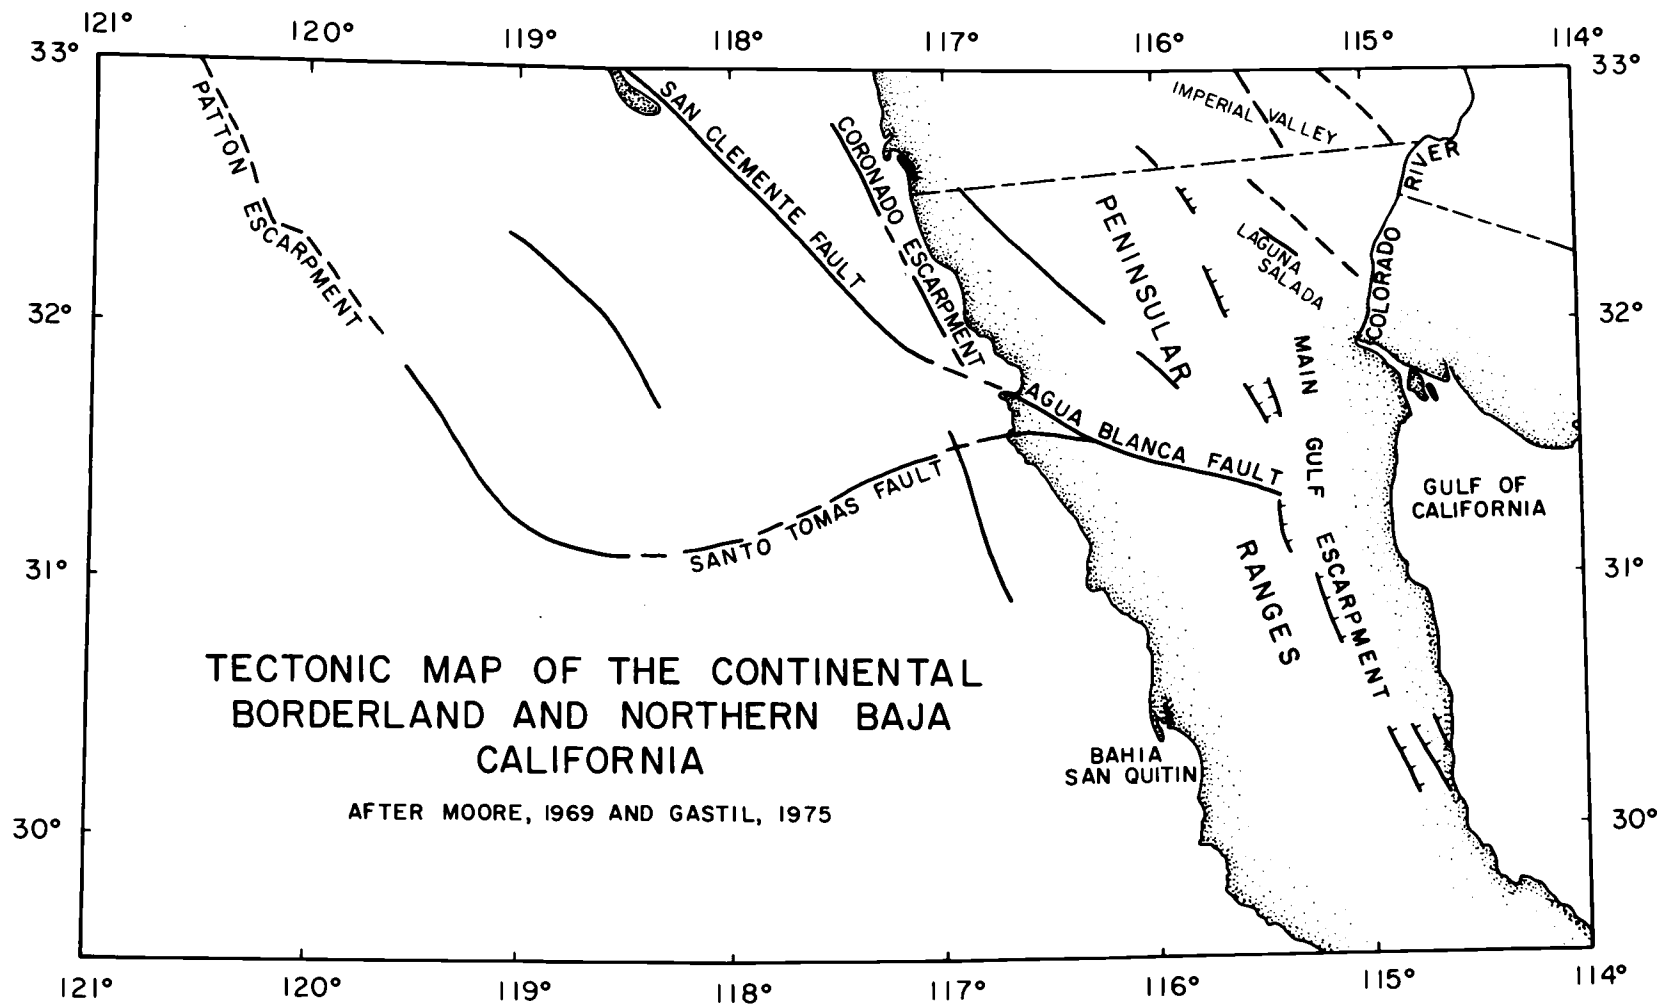 121° 120° 119° 118° 117° 116° 115° 114°
33° 33°
PATTON ESCARPMENT
SAN CLEMENTE FAULT
CORONADO ESCARPMENT
IMPERIAL VALLEY
COLORADO RIVER
PENINSULAR RANGES
LAGUNA
SALADA
32° 32°
MAIN GULF ESCARPMENT
AGUA BLANCA FAULT
SANTO TOMAS FAULT
GULF OF
CALIFORNIA
31° 31°
TECTONIC MAP OF THE CONTINENTAL
BORDERLAND AND NORTHERN BAJA
CALIFORNIA
AFTER MOORE, 1969 AND GASTIL, 1975
BAHIA
SAN QUITIN
30° 30°
121° 120° 119° 118° 117° 116° 115° 114°